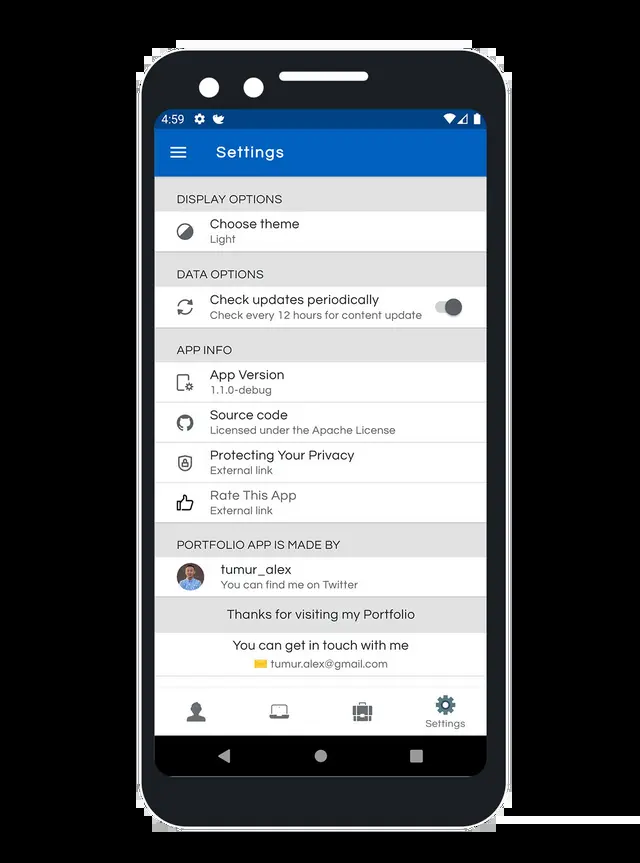 4:59
Settings
DISPLAY OPTIONS
Choose theme
Light
DATA OPTIONS
Check updates periodically
Check every 12 hours for content update
APP INFO
App Version
1.1.0-debug
Source code
Licensed under the Apache License
Protecting Your Privacy
External link
Rate This App
External link
PORTFOLIO APP IS MADE BY
tumur_alex
You can find me on Twitter
Thanks for visiting my Portfolio
You can get in touch with me
tumur.alex@gmail.com
Settings